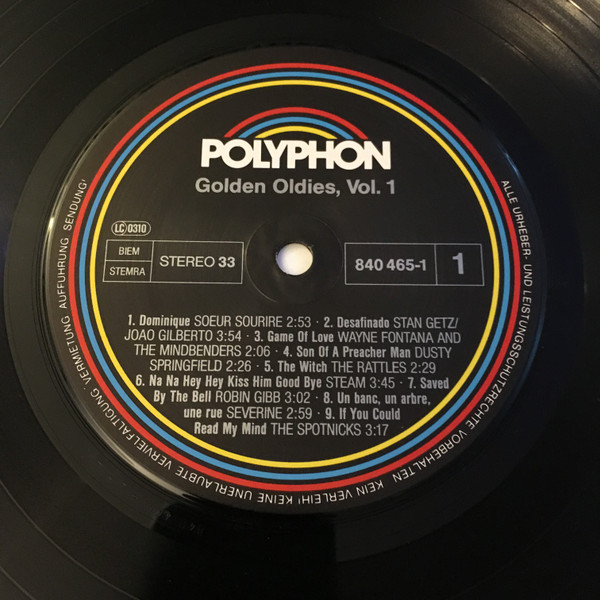 POLYPHON
Golden Oldies, Vol. 1
LC 0310
BIEM
STEMRA
STEREO 33
840 465-1
1
1. Dominique SOEUR SOURIRE 2:53 · 2. Desafinado STAN GETZ/
JOAO GILBERTO 3:54 · 3. Game Of Love WAYNE FONTANA AND
THE MINDBENDERS 2:06 · 4. Son Of A Preacher Man DUSTY
SPRINGFIELD 2:26 · 5. The Witch THE RATTLES 2:29
6. Na Na Hey Hey Kiss Him Good Bye STEAM 3:45 · 7. Saved
By The Bell ROBIN GIBB 3:02 · 8. Un banc, un arbre,
une rue SEVERINE 2:59 · 9. If You Could
Read My Mind THE SPOTNICKS 3:17
ALLE URHEBER- UND LEISTUNGSSCHUTZRECHTE VORBEHALTEN KEIN VERLEIH! KEINE UNERLAUBTE VERVIELFÄLTIGUNG VERMIETUNG AUFFÜHRUNG SENDUNG!